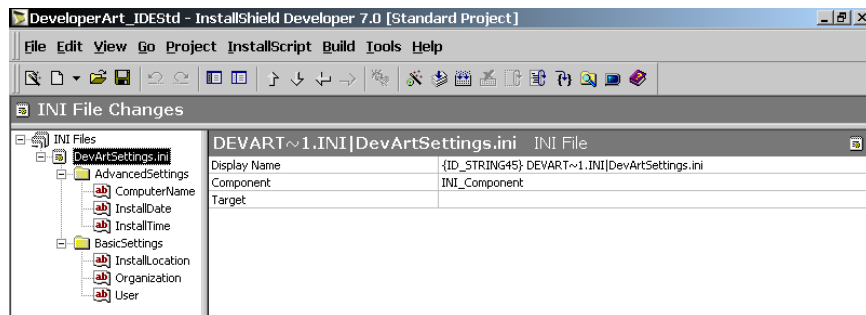 DeveloperArt_IDEStd - InstallShield Developer 7.0 [Standard Project]
File Edit View Go Project InstallScript Build Tools Help
INI File Changes
INI Files
DevArtSettings.ini
AdvancedSettings
ComputerName
InstallDate
InstallTime
BasicSettings
InstallLocation
Organization
User
DEVART~1.INI|DevArtSettings.ini INI File
Display Name {ID_STRING45} DEVART~1.INI|DevArtSettings.ini
Component INI_Component
Target